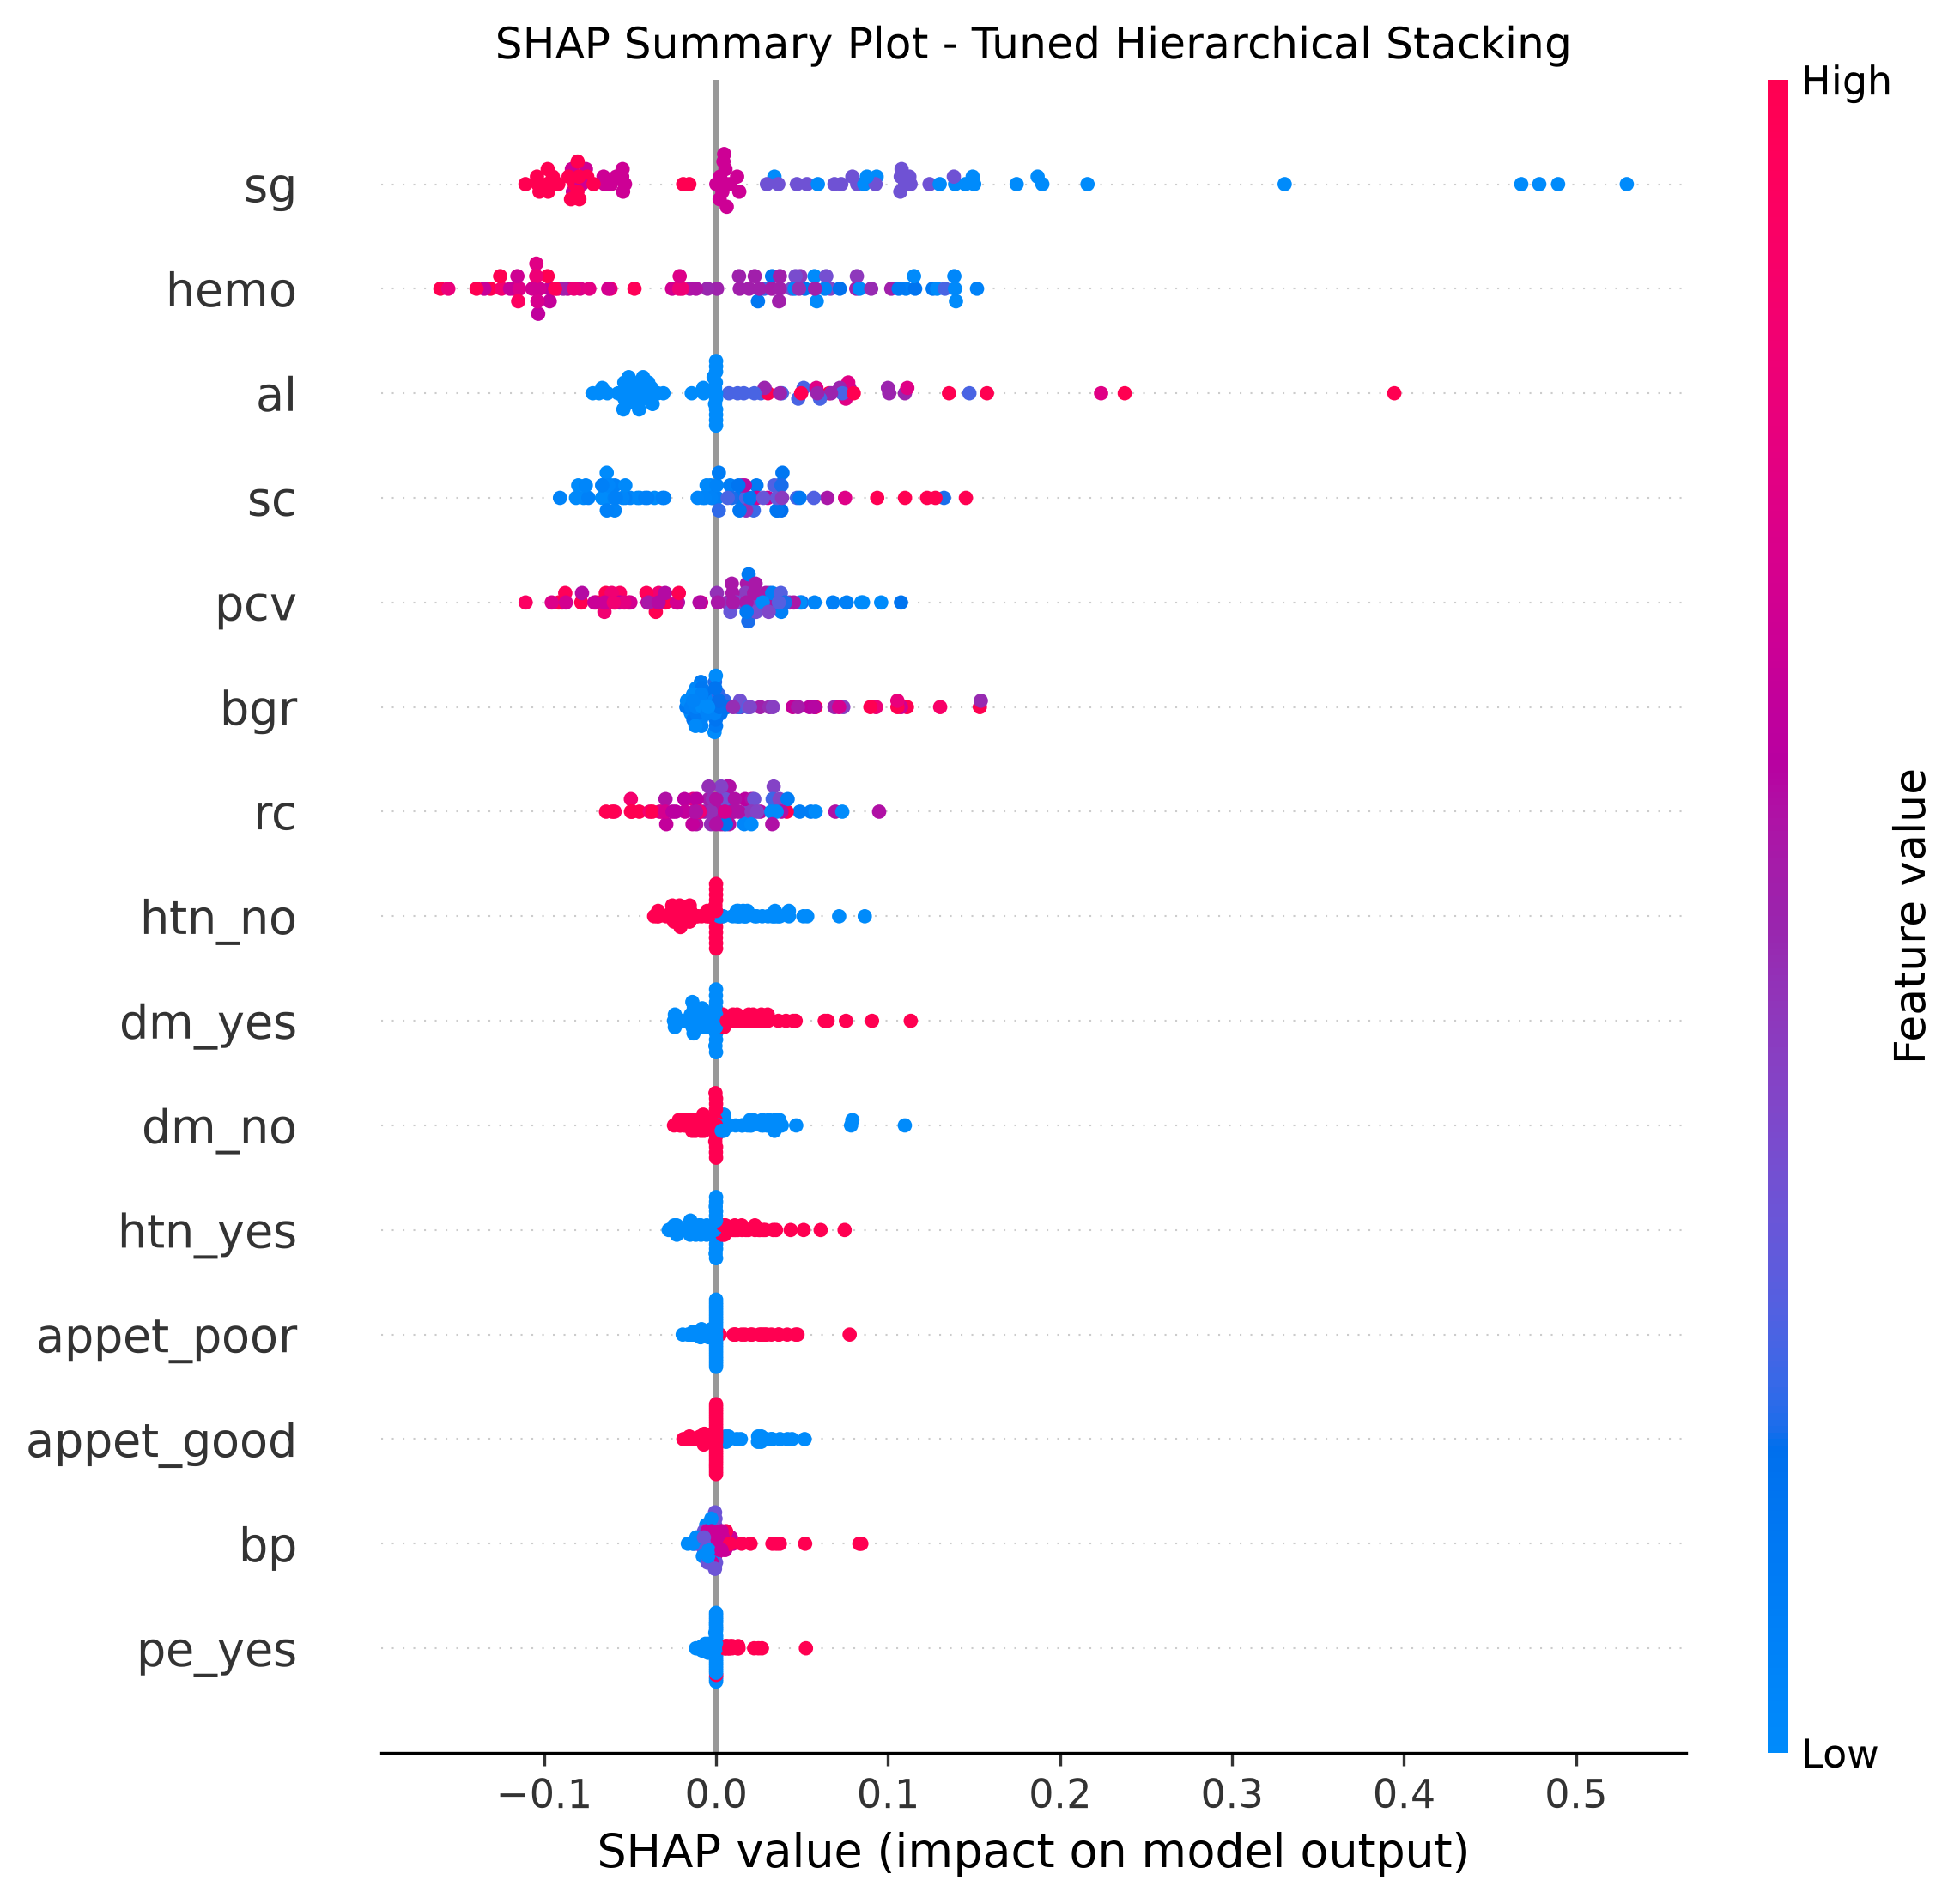 SHAP Summary Plot - Tuned Hierarchical Stacking
High
sg
hemo
al
sc
pcv
bgr
rc
htn_no
dm_yes
dm_no
htn_yes
appet_poor
appet_good
bp
pe_yes
Feature value
Low
−0.1 0.0 0.1 0.2 0.3 0.4 0.5
SHAP value (impact on model output)